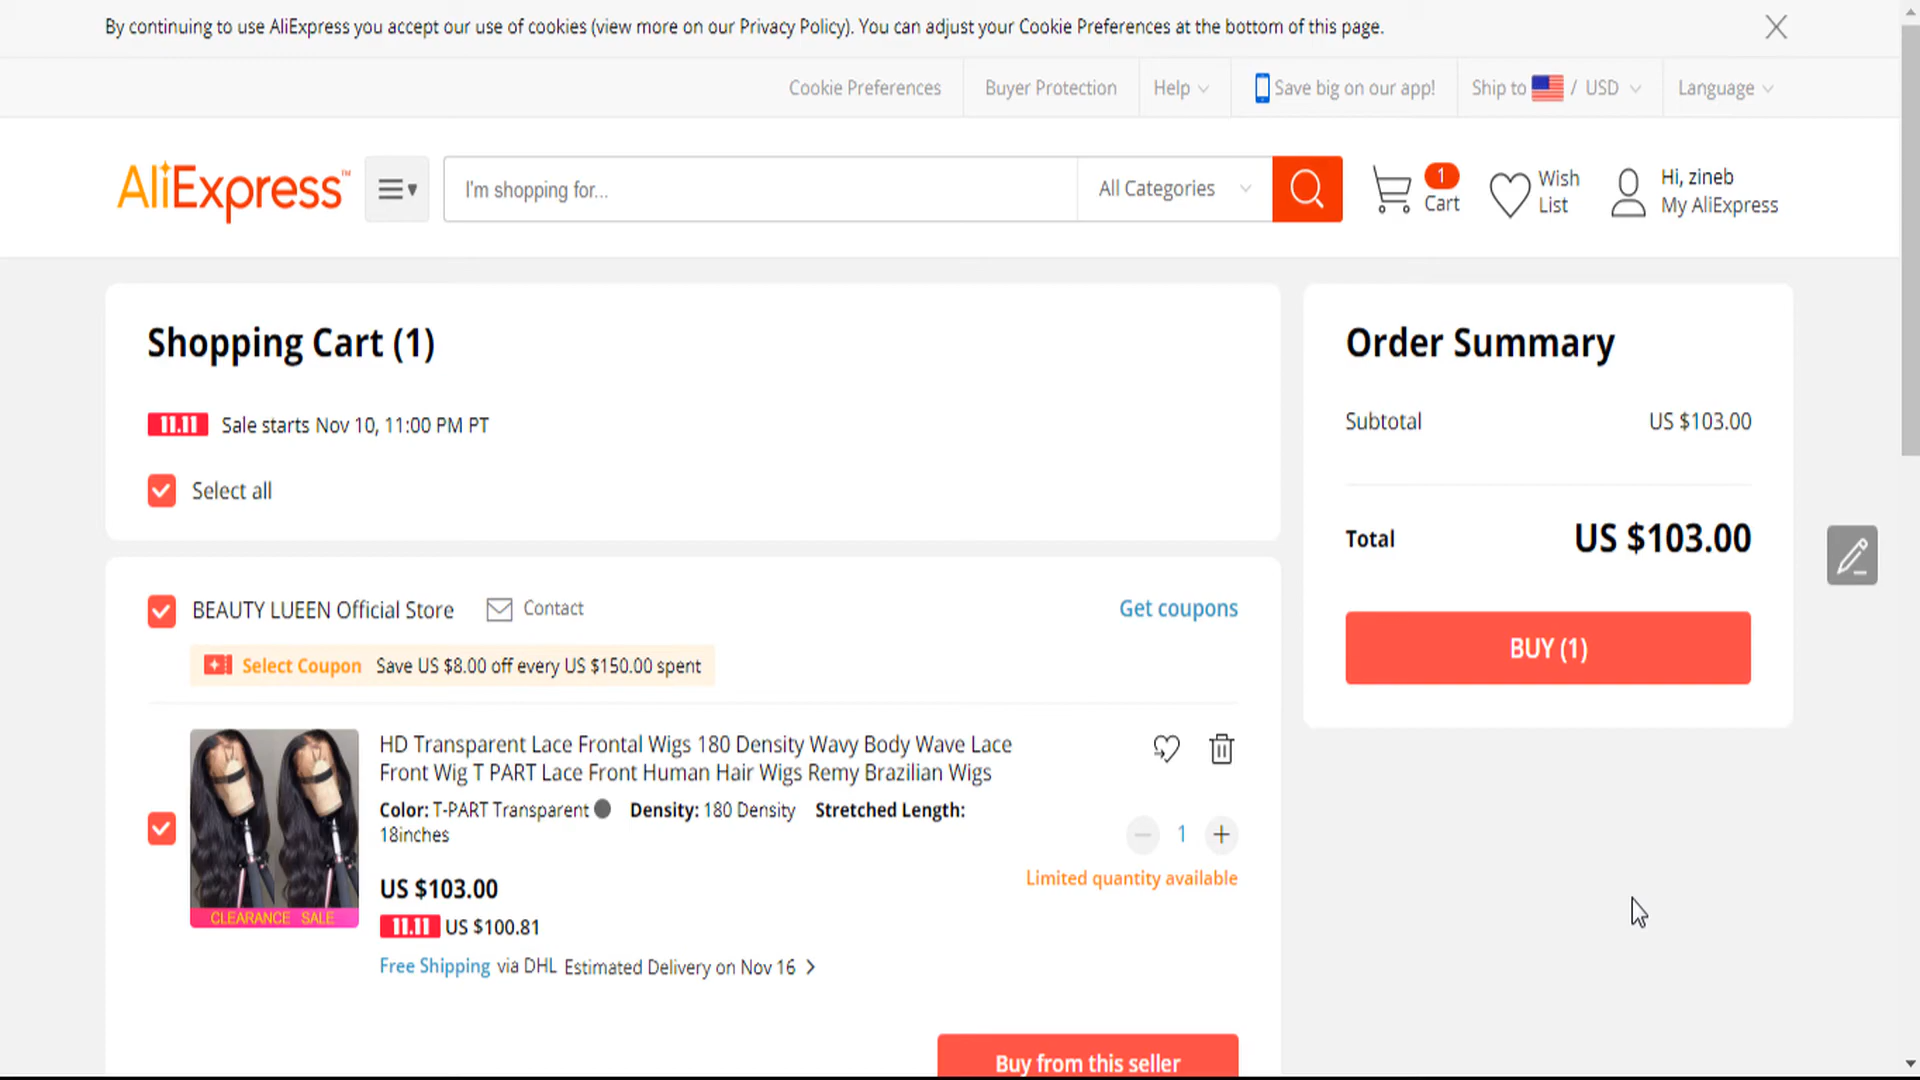 By continuing to use AliExpress you accept our use of cookies (view more on our Privacy Policy). You can adjust your Cookie Preferences at the bottom of this page.
Cookie Preferences
Buyer Protection
Help
Save big on our app!
Ship to / USD
Language
AliExpress™
I'm shopping for...
All Categories
1
Cart
Wish
List
Hi, zineb
My AliExpress
Shopping Cart (1)
11.11 Sale starts Nov 10, 11:00 PM PT
Select all
Order Summary
Subtotal US $103.00
Total US $103.00
BUY (1)
BEAUTY LUEEN Official Store Contact Get coupons
Select Coupon Save US $8.00 off every US $150.00 spent
CLEARANCE SALE
HD Transparent Lace Frontal Wigs 180 Density Wavy Body Wave Lace
Front Wig T PART Lace Front Human Hair Wigs Remy Brazilian Wigs
Color: T-PART Transparent Density: 180 Density Stretched Length:
18inches
1
Limited quantity available
US $103.00
11.11 US $100.81
Free Shipping via DHL Estimated Delivery on Nov 16
Buy from this seller